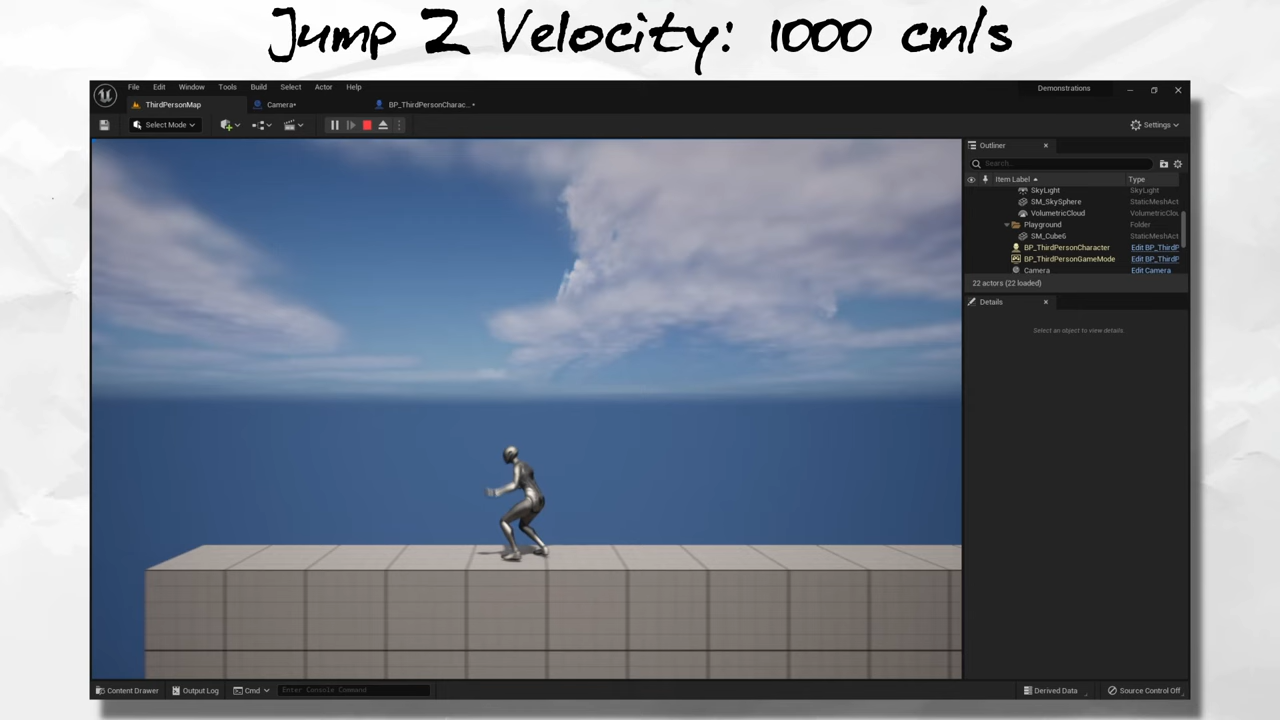 Jump Z Velocity: 1000 cm/s
File Edit Window Tools Build Select Actor Help
Demonstrations
ThirdPersonMap Camera• BP_ThirdPersonCharac...•
Select Mode
Settings
Outliner
Search...
Item Label Type
SkyLight SkyLight
SM_SkySphere StaticMeshAct
VolumetricCloud VolumetricClou
Playground Folder
SM_Cube6 StaticMeshAct
BP_ThirdPersonCharacter Edit BP_ThirdP
BP_ThirdPersonGameMode Edit BP_ThirdP
Camera Edit Camera
22 actors (22 loaded)
Details
Select an object to view details.
Content Drawer Output Log Cmd Enter Console Command Derived Data Source Control Off